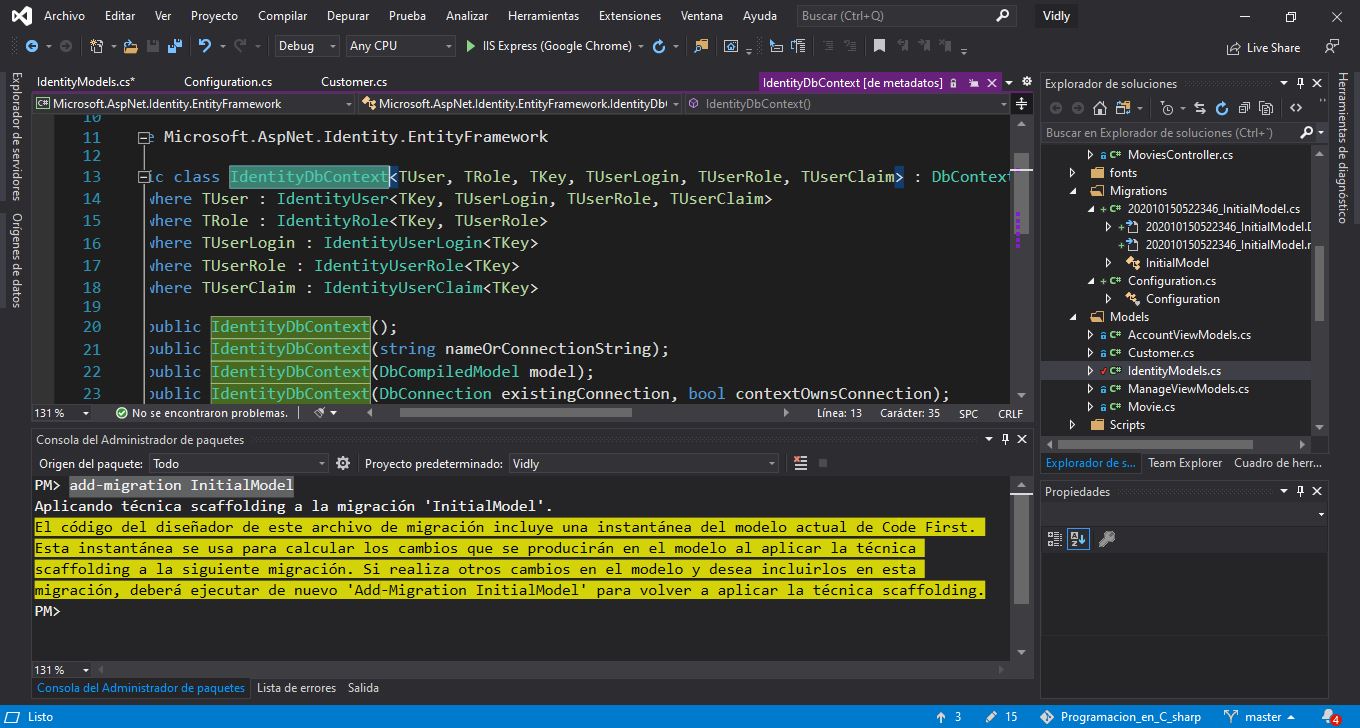 Archivo Editar Ver Proyecto Compilar Depurar Prueba Analizar Herramientas Extensiones Ventana Ayuda Buscar (Ctrl+Q) Vidly
Debug Any CPU IIS Express (Google Chrome) Live Share
Explorador de servidores
Orígenes de datos
IdentityModels.cs* Configuration.cs Customer.cs IdentityDbContext [de metadatos]
C# Microsoft.AspNet.Identity.EntityFramework Microsoft.AspNet.Identity.EntityFramework.IdentityDb( IdentityDbContext()
10
11 e Microsoft.AspNet.Identity.EntityFramework
12
13 ic class IdentityDbContext<TUser, TRole, TKey, TUserLogin, TUserRole, TUserClaim> : DbContext
14 where TUser : IdentityUser<TKey, TUserLogin, TUserRole, TUserClaim>
15 where TRole : IdentityRole<TKey, TUserRole>
16 where TUserLogin : IdentityUserLogin<TKey>
17 where TUserRole : IdentityUserRole<TKey>
18 where TUserClaim : IdentityUserClaim<TKey>
19
20 public IdentityDbContext();
21 public IdentityDbContext(string nameOrConnectionString);
22 public IdentityDbContext(DbCompiledModel model);
23 public IdentityDbContext(DbConnection existingConnection, bool contextOwnsConnection);
131 % No se encontraron problemas. Línea: 13 Carácter: 35 SPC CRLF
Consola del Administrador de paquetes
Origen del paquete: Todo Proyecto predeterminado: Vidly
PM> add-migration InitialModel
Aplicando técnica scaffolding a la migración 'InitialModel'.
El código del diseñador de este archivo de migración incluye una instantánea del modelo actual de Code First.
Esta instantánea se usa para calcular los cambios que se producirán en el modelo al aplicar la técnica
scaffolding a la siguiente migración. Si realiza otros cambios en el modelo y desea incluirlos en esta
migración, deberá ejecutar de nuevo 'Add-Migration InitialModel' para volver a aplicar la técnica scaffolding.
PM>
131 %
Consola del Administrador de paquetes Lista de errores Salida
Explorador de soluciones
Buscar en Explorador de soluciones (Ctrl+`)
C# MoviesController.cs
fonts
Migrations
C# 202010150522346_InitialModel.cs
202010150522346_InitialModel.D
202010150522346_InitialModel.r
InitialModel
C# Configuration.cs
Configuration
Models
C# AccountViewModels.cs
C# Customer.cs
C# IdentityModels.cs
C# ManageViewModels.cs
C# Movie.cs
Scripts
Explorador de s... Team Explorer Cuadro de herr...
Propiedades
Herramientas de diagnóstico
Listo 3 15 Programacion_en_C_sharp master 4